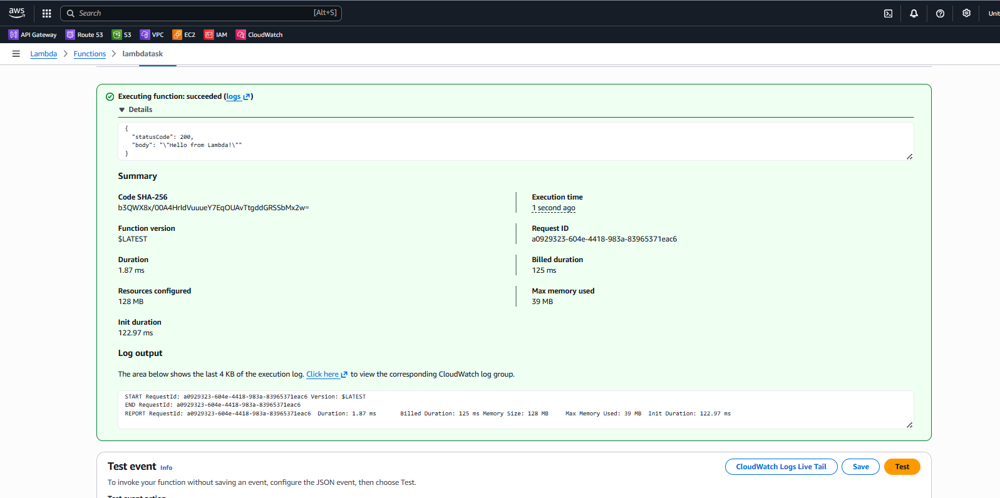 aws Search [Alt+S]
API Gateway Route 53 S3 VPC EC2 IAM CloudWatch
Lambda Functions lambdatask
Executing function: succeeded (logs)
Details
{
"statusCode": 200,
"body": "\"Hello from Lambda!\""
}
Summary
Code SHA-256
b3QWX8x/00A4HrIdVuuueY7EqOUAvTtgddGRSSbMx2w=
Execution time
1 second ago
Function version
$LATEST
Request ID
a0929323-604e-4418-983a-83965371eac6
Duration
1.87 ms
Billed duration
125 ms
Resources configured
128 MB
Max memory used
39 MB
Init duration
122.97 ms
Log output
The area below shows the last 4 KB of the execution log. Click here to view the corresponding CloudWatch log group.
START RequestId: a0929323-604e-4418-983a-83965371eac6 Version: $LATEST
END RequestId: a0929323-604e-4418-983a-83965371eac6
REPORT RequestId: a0929323-604e-4418-983a-83965371eac6 Duration: 1.87 ms Billed Duration: 125 ms Memory Size: 128 MB Max Memory Used: 39 MB Init Duration: 122.97 ms
Test event Info
CloudWatch Logs Live Tail Save Test
To invoke your function without saving an event, configure the JSON event, then choose Test.
Test event action